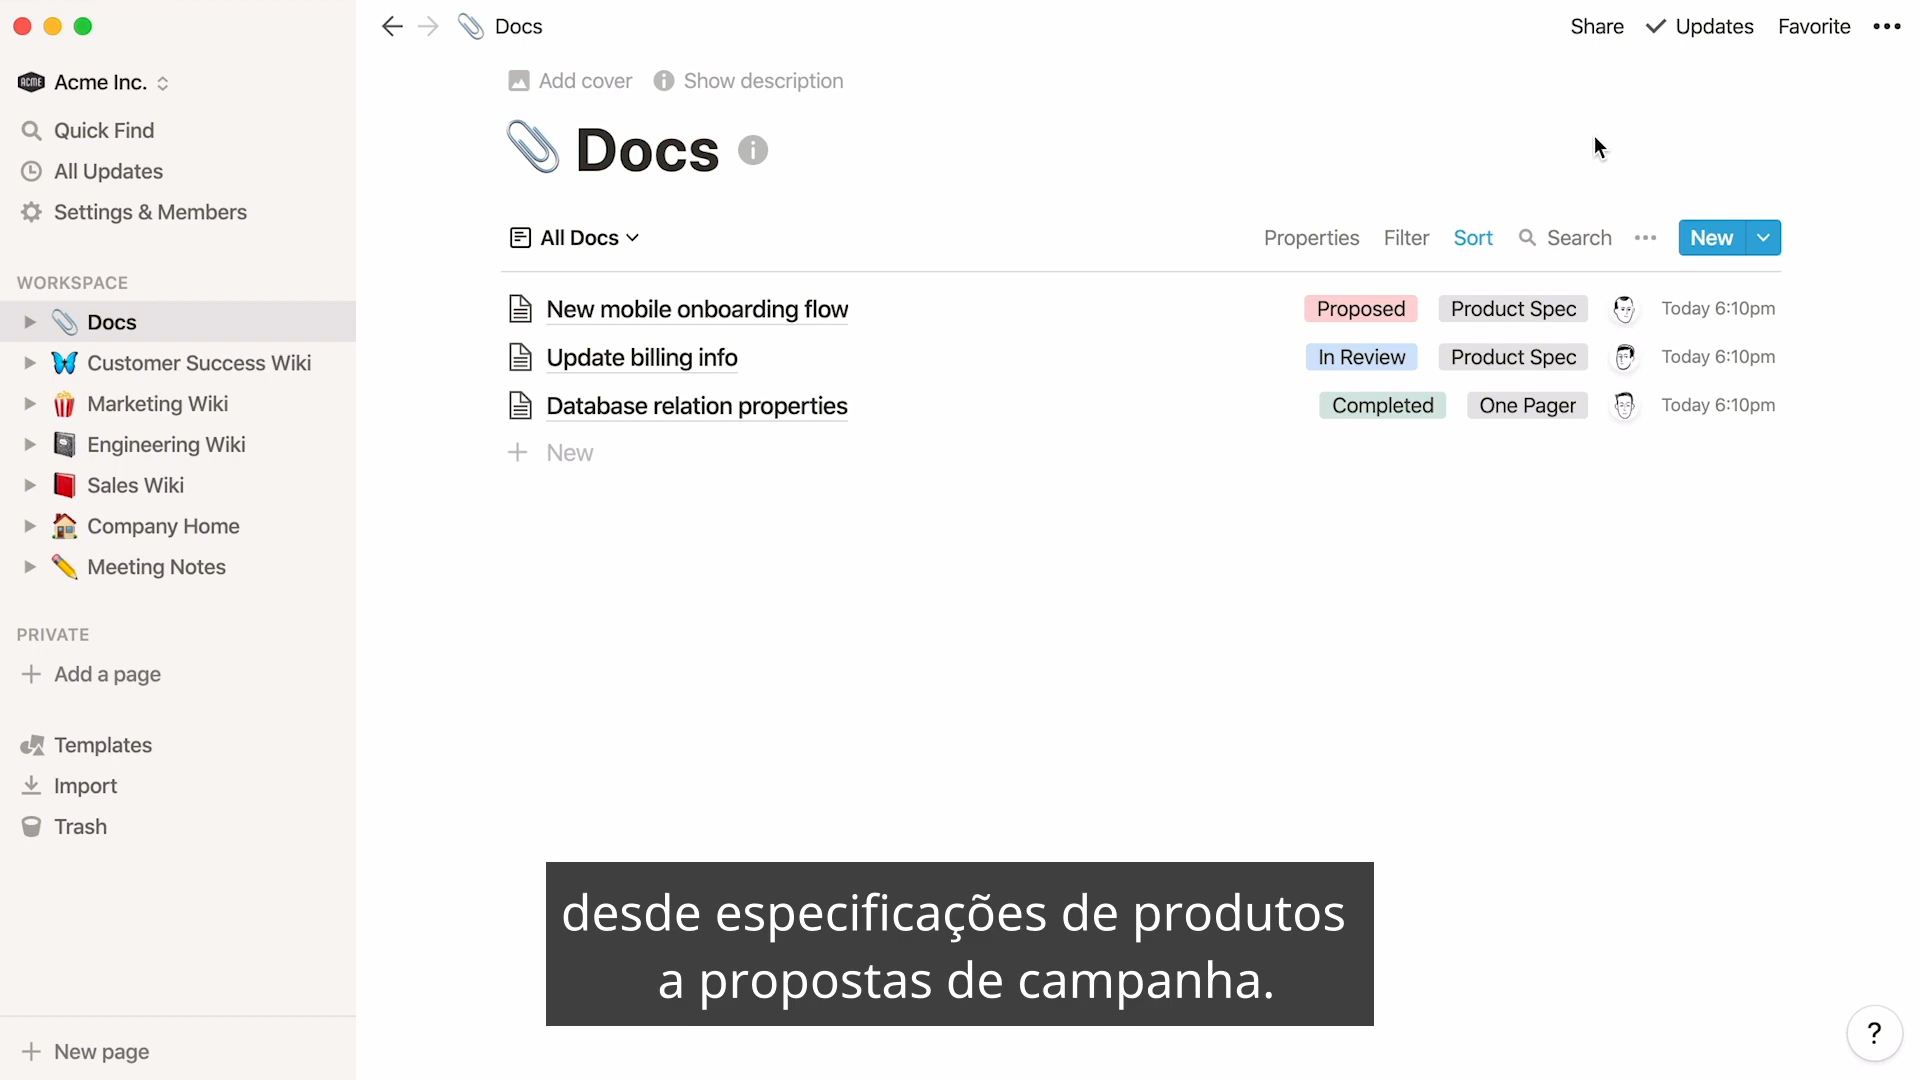 Docs
Share
Updates
Favorite
ACME
Acme Inc.
Quick Find
All Updates
Settings & Members
WORKSPACE
Docs
Customer Success Wiki
Marketing Wiki
Engineering Wiki
Sales Wiki
Company Home
Meeting Notes
PRIVATE
Add a page
Templates
Import
Trash
New page
Add cover
Show description
Docs
All Docs
Properties
Filter
Sort
Search
New
New mobile onboarding flow Proposed Product Spec Today 6:10pm
Update billing info In Review Product Spec Today 6:10pm
Database relation properties Completed One Pager Today 6:10pm
New
desde especificações de produtos
a propostas de campanha.
?